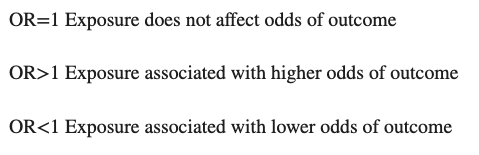 OR=1 Exposure does not affect odds of outcome
OR>1 Exposure associated with higher odds of outcome
OR<1 Exposure associated with lower odds of outcome